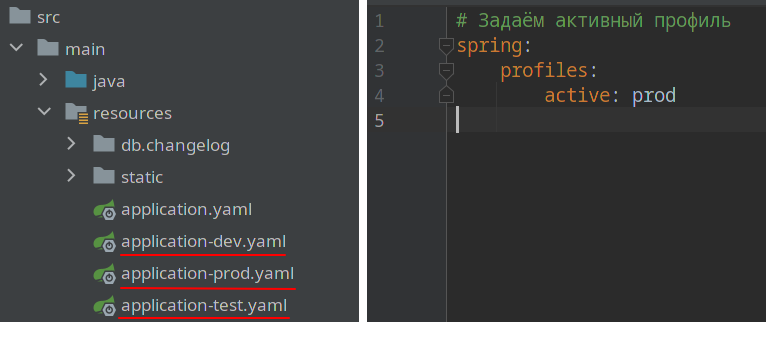 src
main
java
resources
db.changelog
static
application.yaml
application-dev.yaml
application-prod.yaml
application-test.yaml
1 # Задаём активный профиль
2 spring:
3 profiles:
4 active: prod
5